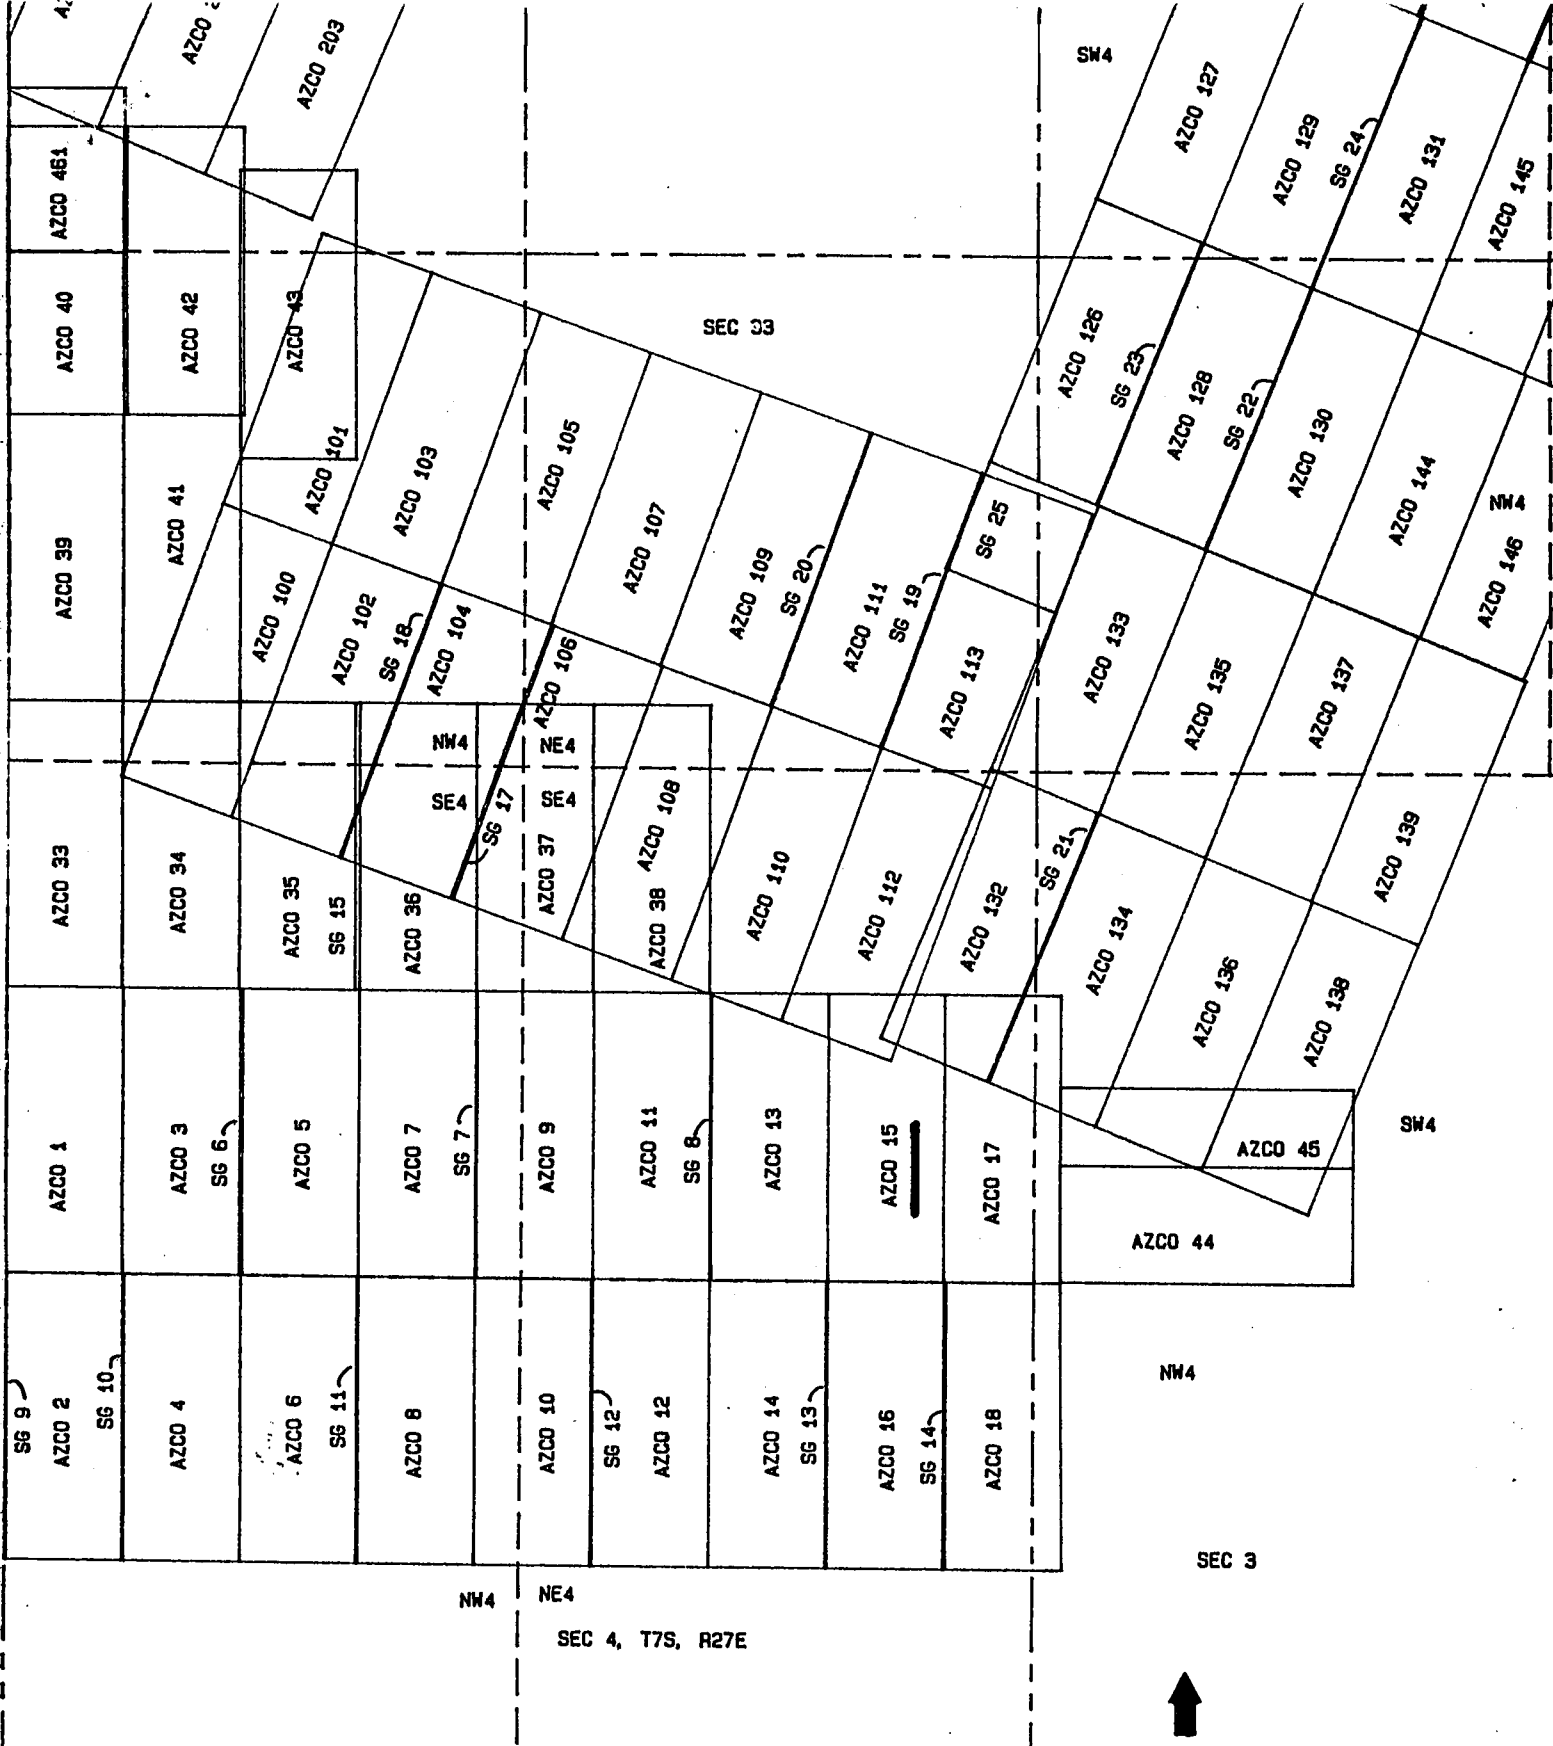 AZCO 203
SW4
AZCO 127
AZCO 129
SG 24
AZCO 131
AZCO 145
AZCO 461
AZCO 40
AZCO 42
AZCO 43
SEC 33
AZCO 126
SG 23
AZCO 128
SG 22
AZCO 130
AZCO 144
NW4
AZCO 146
AZCO 39
AZCO 41
AZCO 101
AZCO 103
AZCO 105
AZCO 107
AZCO 109
SG 20
AZCO 111
SG 19
SG 25
AZCO 113
AZCO 133
AZCO 135
AZCO 137
AZCO 139
AZCO 100
AZCO 102
SG 18
AZCO 104
AZCO 106
NW4
NE4
SE4
SE4
SG 17
AZCO 108
AZCO 110
AZCO 112
AZCO 132
SG 21
AZCO 134
AZCO 136
AZCO 138
AZCO 33
AZCO 34
AZCO 35
SG 15
AZCO 36
AZCO 37
AZCO 38
AZCO 1
AZCO 3
SG 6
AZCO 5
AZCO 7
SG 7
AZCO 9
AZCO 11
SG 8
AZCO 13
AZCO 15
AZCO 17
AZCO 45
SW4
AZCO 44
NW4
SG 9
AZCO 2
SG 10
AZCO 4
AZCO 6
SG 11
AZCO 8
AZCO 10
SG 12
AZCO 12
AZCO 14
SG 13
AZCO 16
SG 14
AZCO 18
SEC 3
NW4
NE4
SEC 4, T7S, R27E